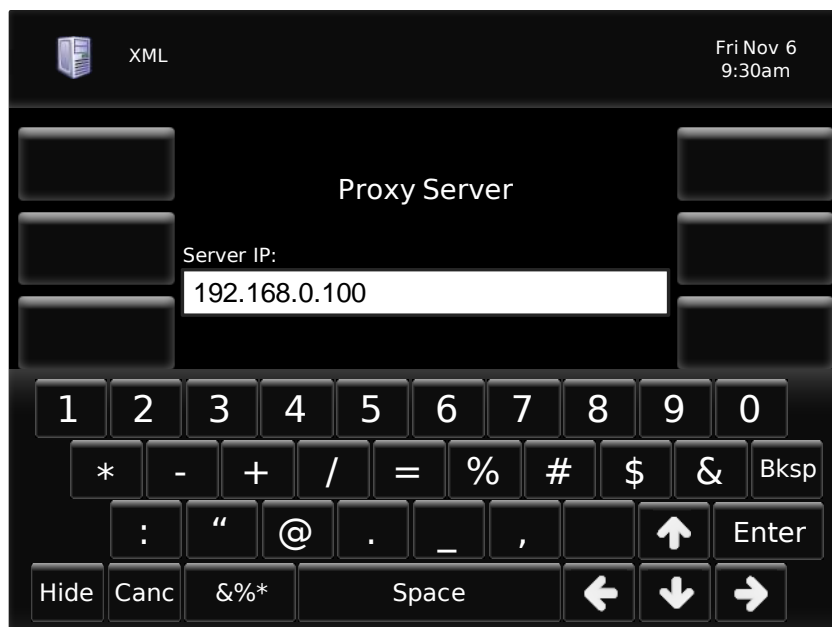 XML
Fri Nov 6
9:30am
Proxy Server
Server IP:
192.168.0.100
1 2 3 4 5 6 7 8 9 0
* - + / = % # $ & Bksp
: “ @ . _ , Enter
Hide Canc &%* Space